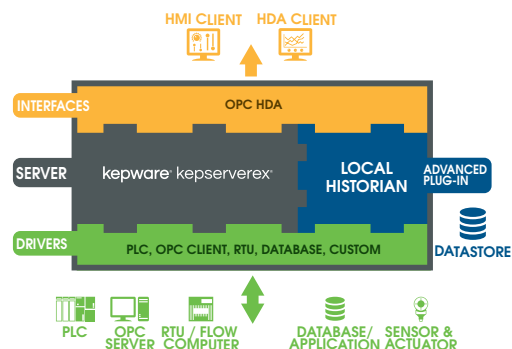 HMI CLIENT
HDA CLIENT
INTERFACES
OPC HDA
SERVER
kepware® kepserverex®
LOCAL
HISTORIAN
ADVANCED
PLUG-IN
DATASTORE
DRIVERS
PLC, OPC CLIENT, RTU, DATABASE, CUSTOM
PLC
OPC
SERVER
RTU / FLOW
COMPUTER
DATABASE/
APPLICATION
SENSOR &
ACTUATOR